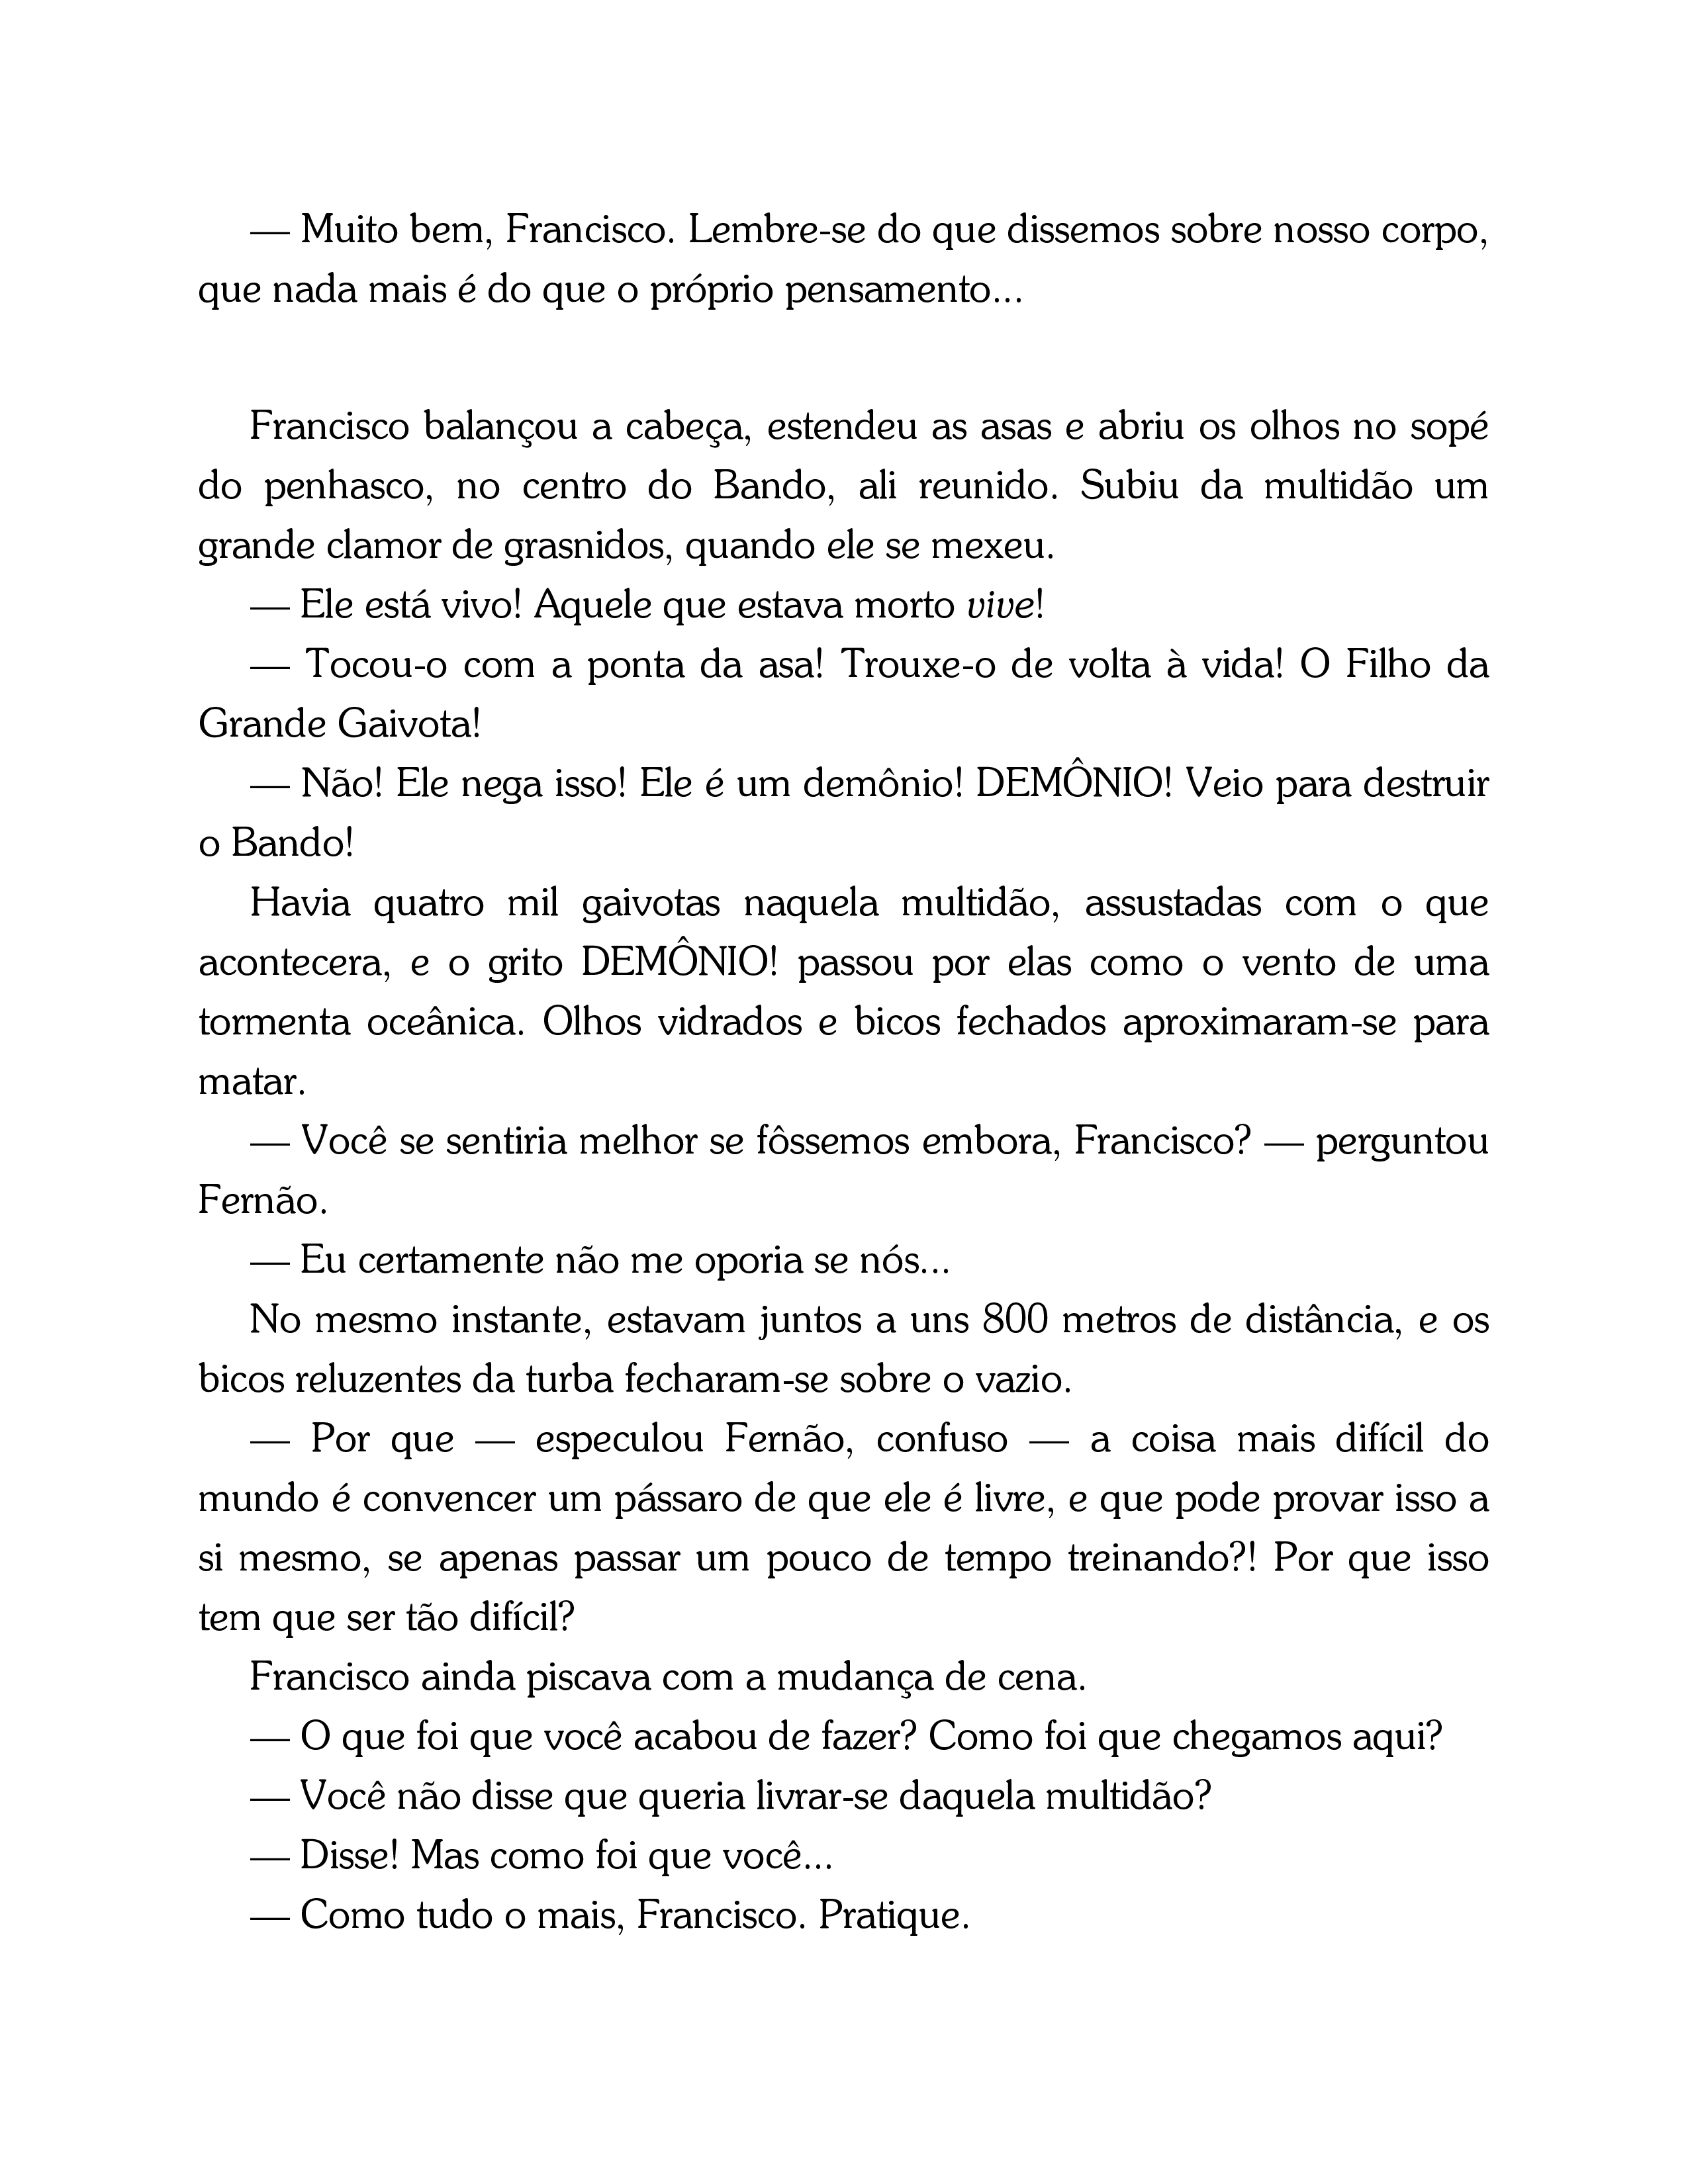 — Muito bem, Francisco. Lembre-se do que dissemos sobre nosso corpo,
que nada mais é do que o próprio pensamento...
Francisco balançou a cabeça, estendeu as asas e abriu os olhos no sopé
do penhasco, no centro do Bando, ali reunido. Subiu da multidão um
grande clamor de grasnidos, quando ele se mexeu.
— Ele está vivo! Aquele que estava morto vive!
— Tocou-o com a ponta da asa! Trouxe-o de volta à vida! O Filho da
Grande Gaivota!
— Não! Ele nega isso! Ele é um demônio! DEMÔNIO! Veio para destruir
o Bando!
Havia quatro mil gaivotas naquela multidão, assustadas com o que
acontecera, e o grito DEMÔNIO! passou por elas como o vento de uma
tormenta oceânica. Olhos vidrados e bicos fechados aproximaram-se para
matar.
— Você se sentiria melhor se fôssemos embora, Francisco? — perguntou
Fernão.
— Eu certamente não me oporia se nós...
No mesmo instante, estavam juntos a uns 800 metros de distância, e os
bicos reluzentes da turba fecharam-se sobre o vazio.
— Por que — especulou Fernão, confuso — a coisa mais difícil do
mundo é convencer um pássaro de que ele é livre, e que pode provar isso a
si mesmo, se apenas passar um pouco de tempo treinando?! Por que isso
tem que ser tão difícil?
Francisco ainda piscava com a mudança de cena.
— O que foi que você acabou de fazer? Como foi que chegamos aqui?
— Você não disse que queria livrar-se daquela multidão?
— Disse! Mas como foi que você...
— Como tudo o mais, Francisco. Pratique.